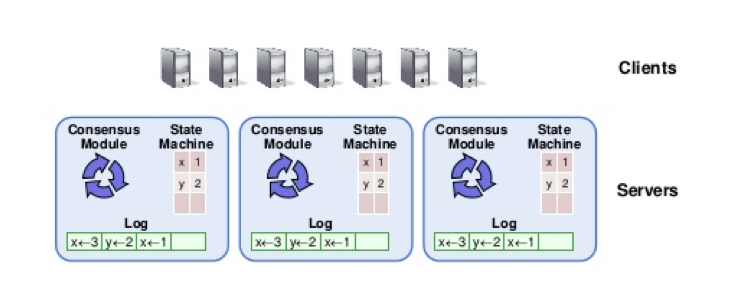 Clients
Consensus Module
State Machine
x 1
y 2
Log
x←3 y←2 x←1
Consensus Module
State Machine
x 1
y 2
Log
x←3 y←2 x←1
Consensus Module
State Machine
x 1
y 2
Log
x←3 y←2 x←1
Servers